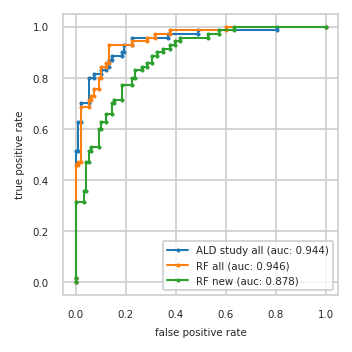 1.0
0.8
0.6
0.4
0.2
0.0
true positive rate
ALD study all (auc: 0.944)
RF all (auc: 0.946)
RF new (auc: 0.878)
0.0 0.2 0.4 0.6 0.8 1.0
false positive rate